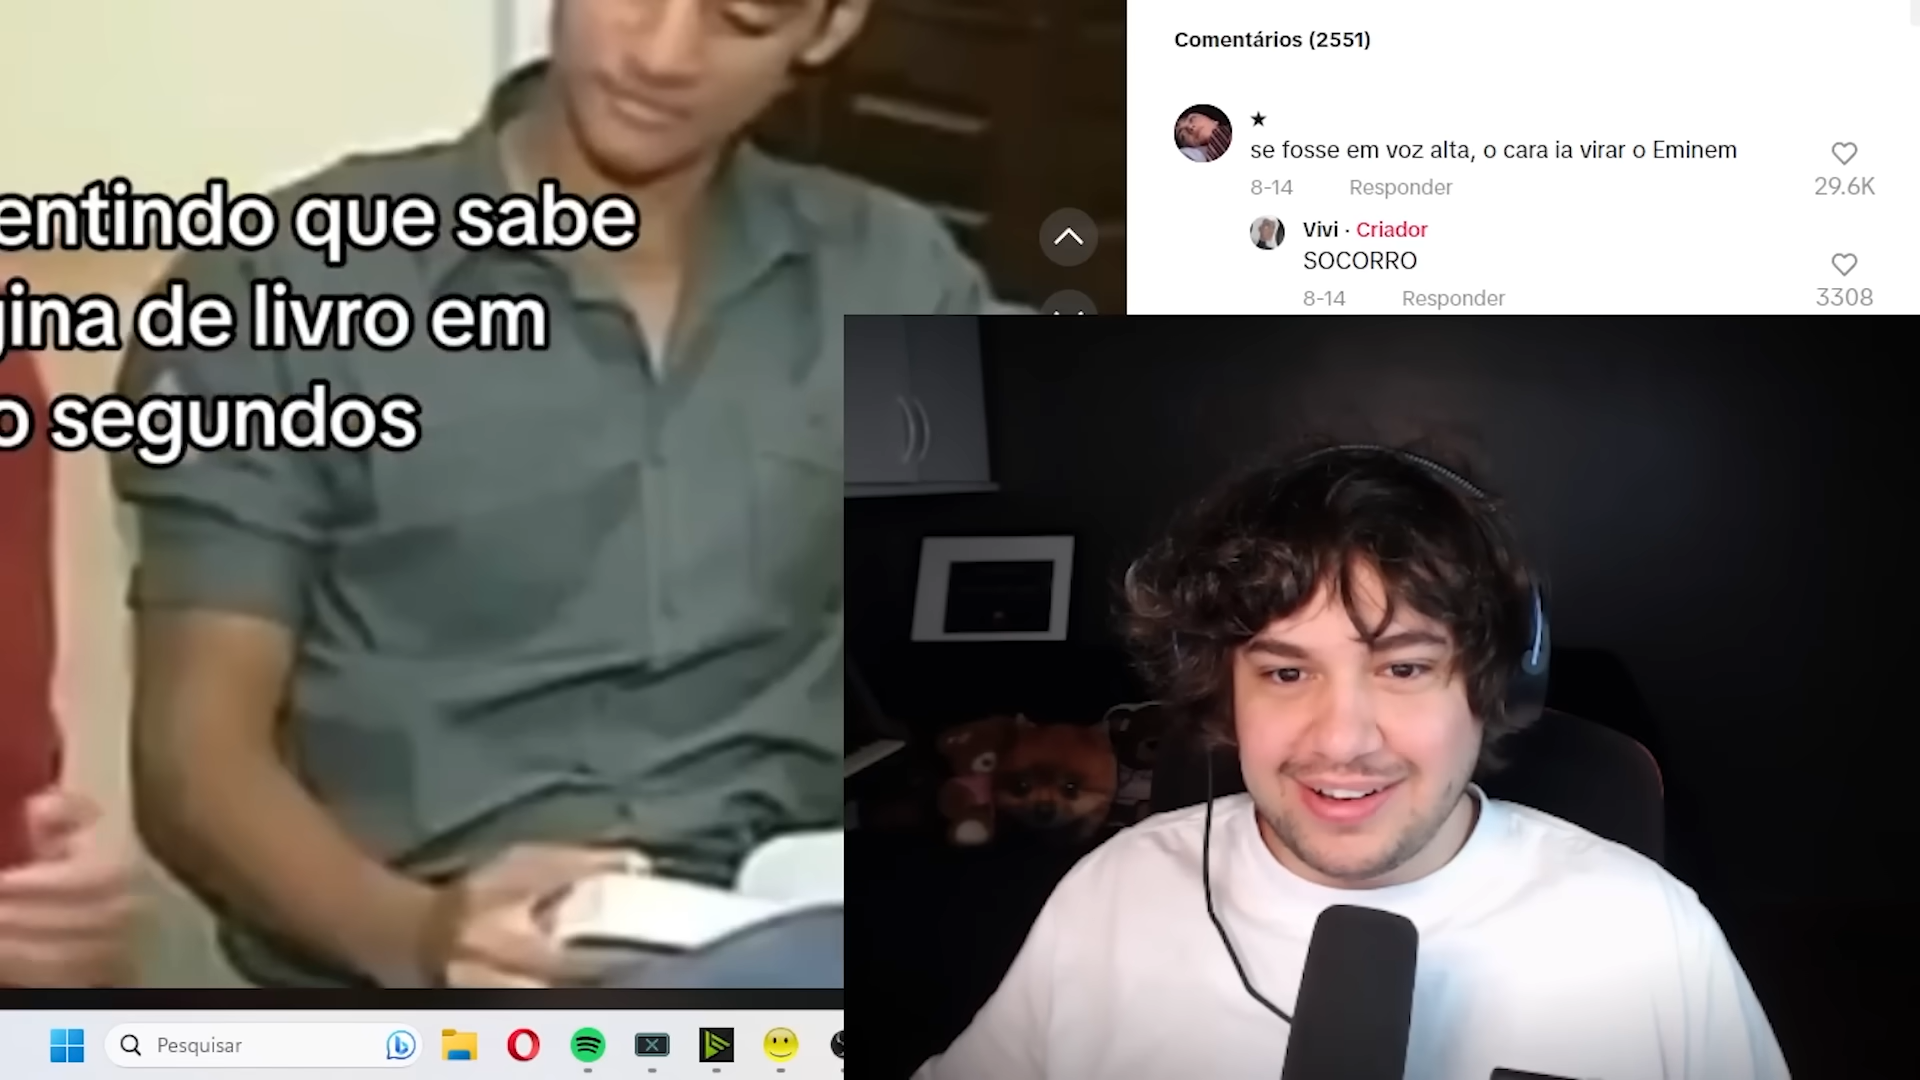 entindo que sabe
gina de livro em
o segundos
Comentários (2551)
★
se fosse em voz alta, o cara ia virar o Eminem
8-14 Responder
29.6K
Vivi · Criador
SOCORRO
8-14 Responder
3308
Pesquisar